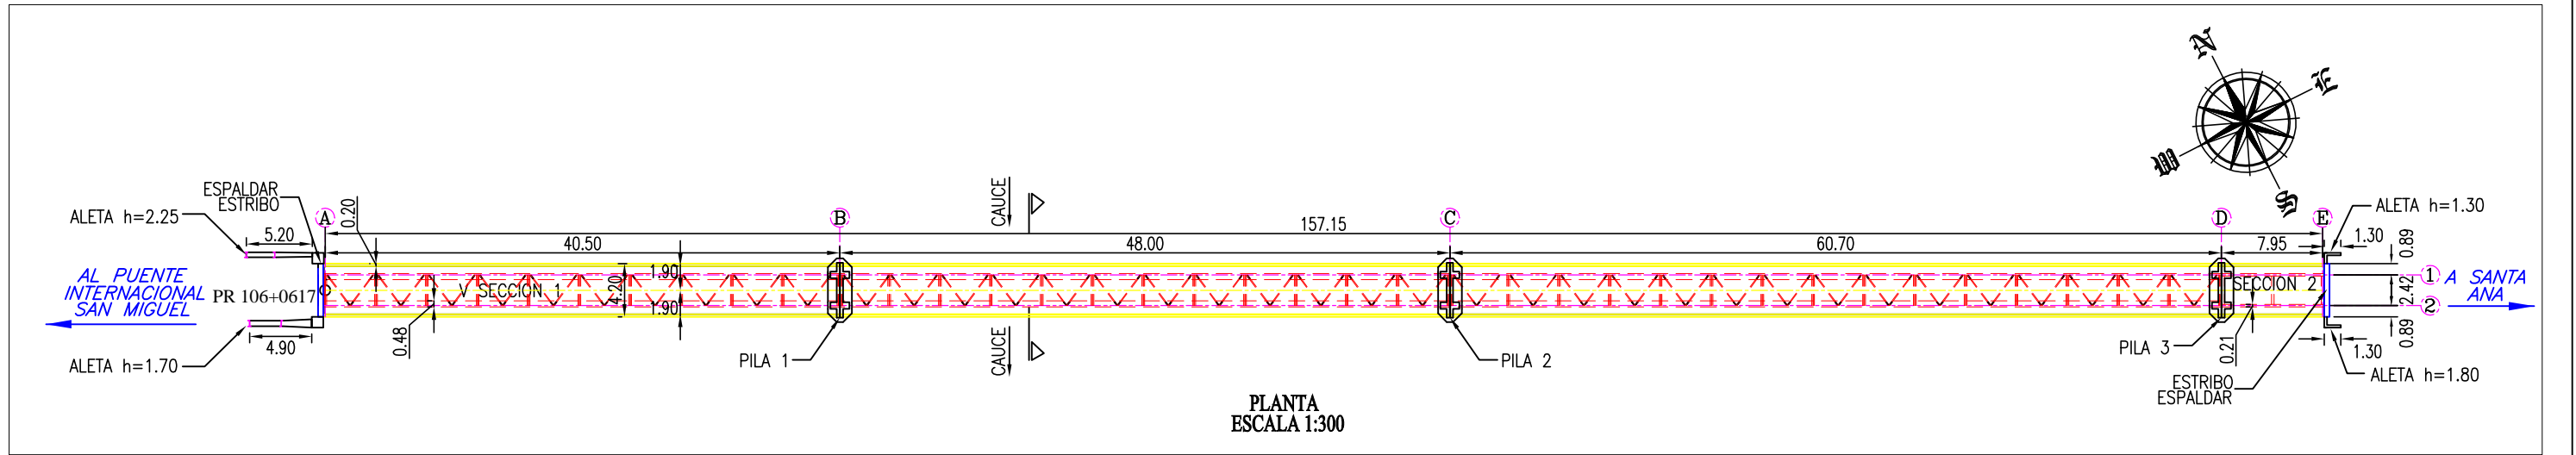 N
E
W
S
ESPALDAR
ESTRIBO
ALETA h=2.25
5.20
0.20
A
B
CAUCE
157.15
C
D
E
ALETA h=1.30
1.30
0.89
40.50
48.00
60.70
7.95
AL PUENTE
INTERNACIONAL
SAN MIGUEL
PR 106+0617
V SECCION 1
1.90
4.20
1.90
SECCION 2
1
A SANTA
ANA
2.42
2
0.89
4.90
0.48
ALETA h=1.70
PILA 1
CAUCE
PILA 2
PILA 3
0.21
1.30
ALETA h=1.80
ESTRIBO
ESPALDAR
PLANTA
ESCALA 1:300